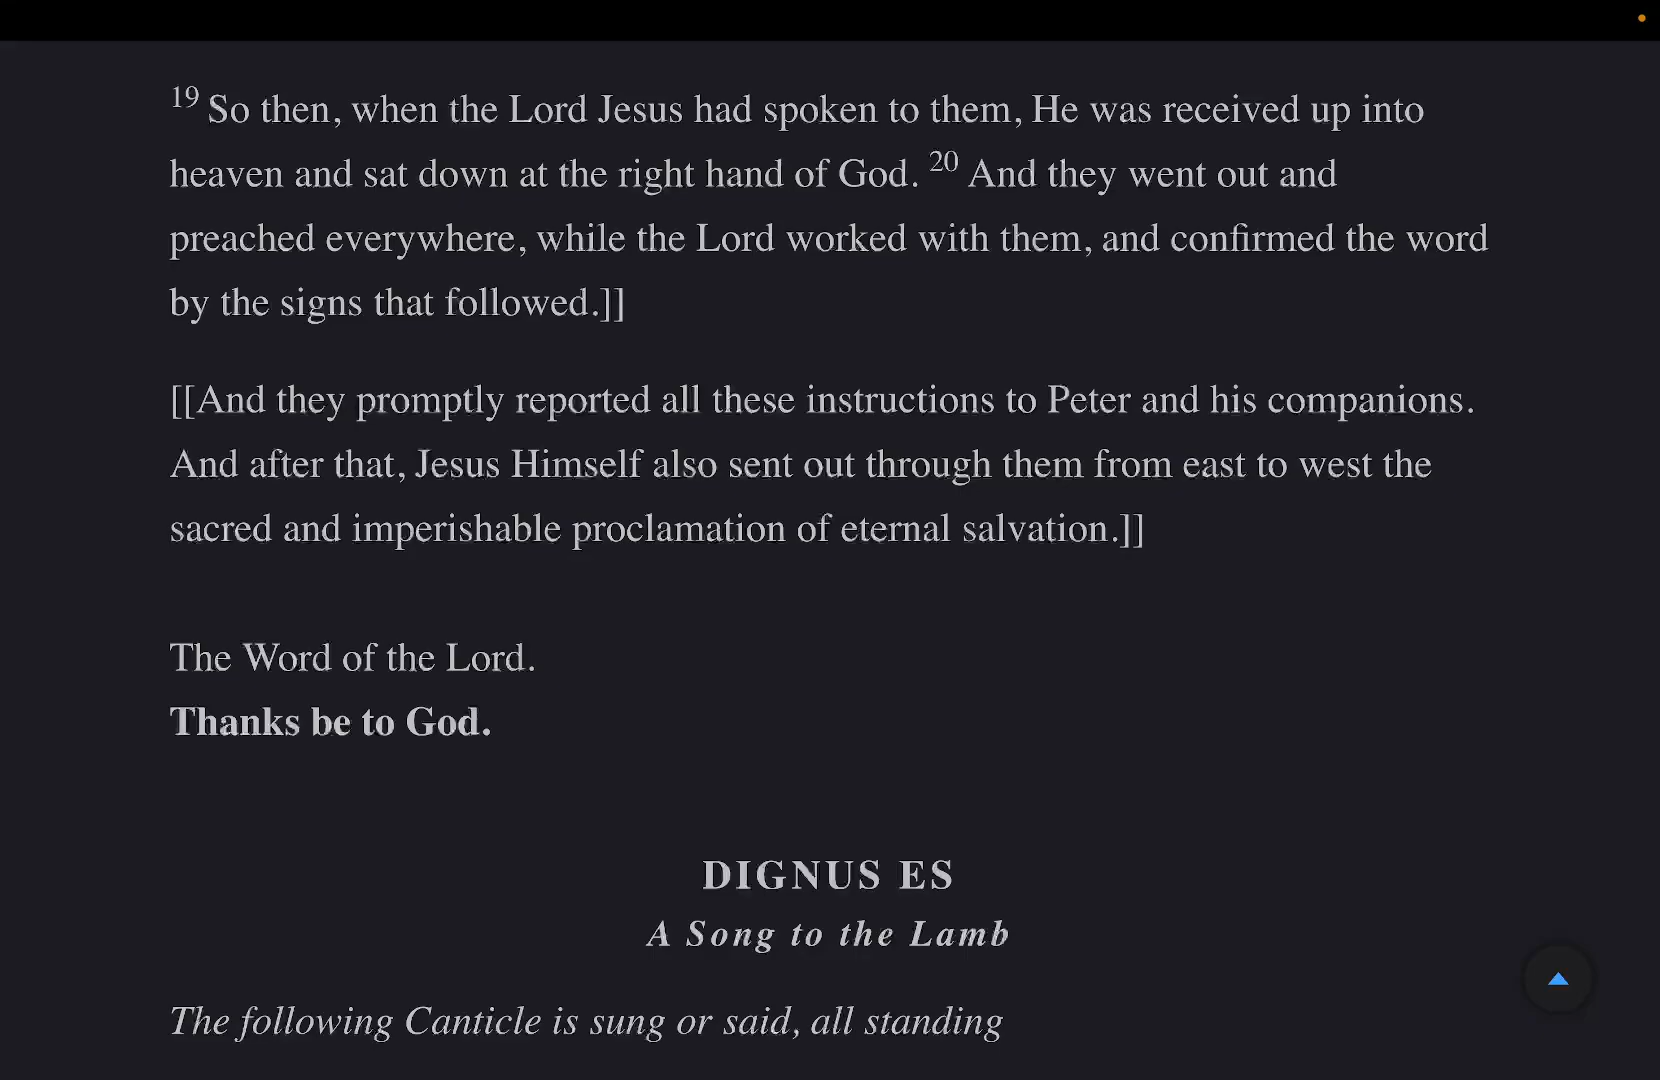 19 So then, when the Lord Jesus had spoken to them, He was received up into
heaven and sat down at the right hand of God. 20 And they went out and
preached everywhere, while the Lord worked with them, and confirmed the word
by the signs that followed.]]
[[And they promptly reported all these instructions to Peter and his companions.
And after that, Jesus Himself also sent out through them from east to west the
sacred and imperishable proclamation of eternal salvation.]]
The Word of the Lord.
Thanks be to God.
DIGNUS ES
A Song to the Lamb
The following Canticle is sung or said, all standing